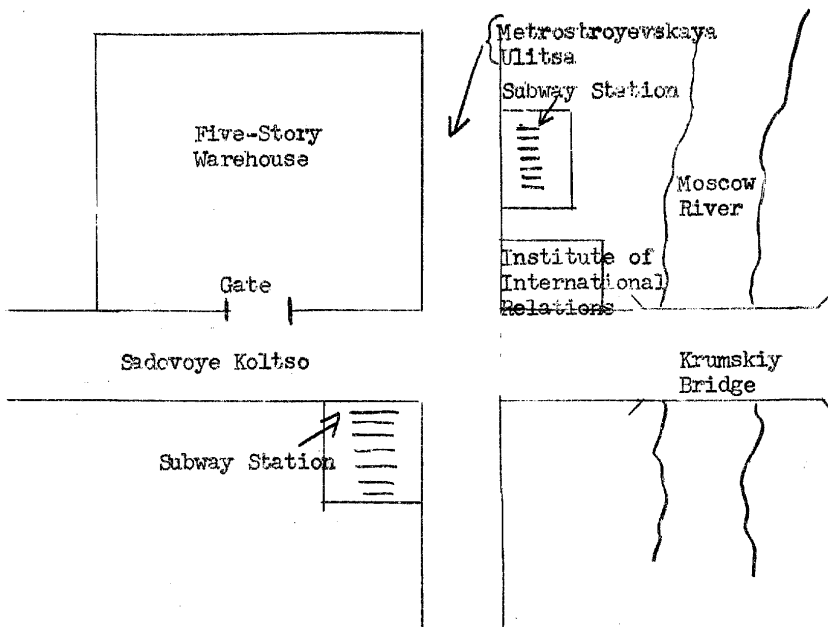 Metrostroyevskaya
Ulitsa
Subway Station
Five-Story
Warehouse
Moscow
River
Institute of
International
Relations
Gate
Sadovoye Koltso
Krumskiy
Bridge
Subway Station